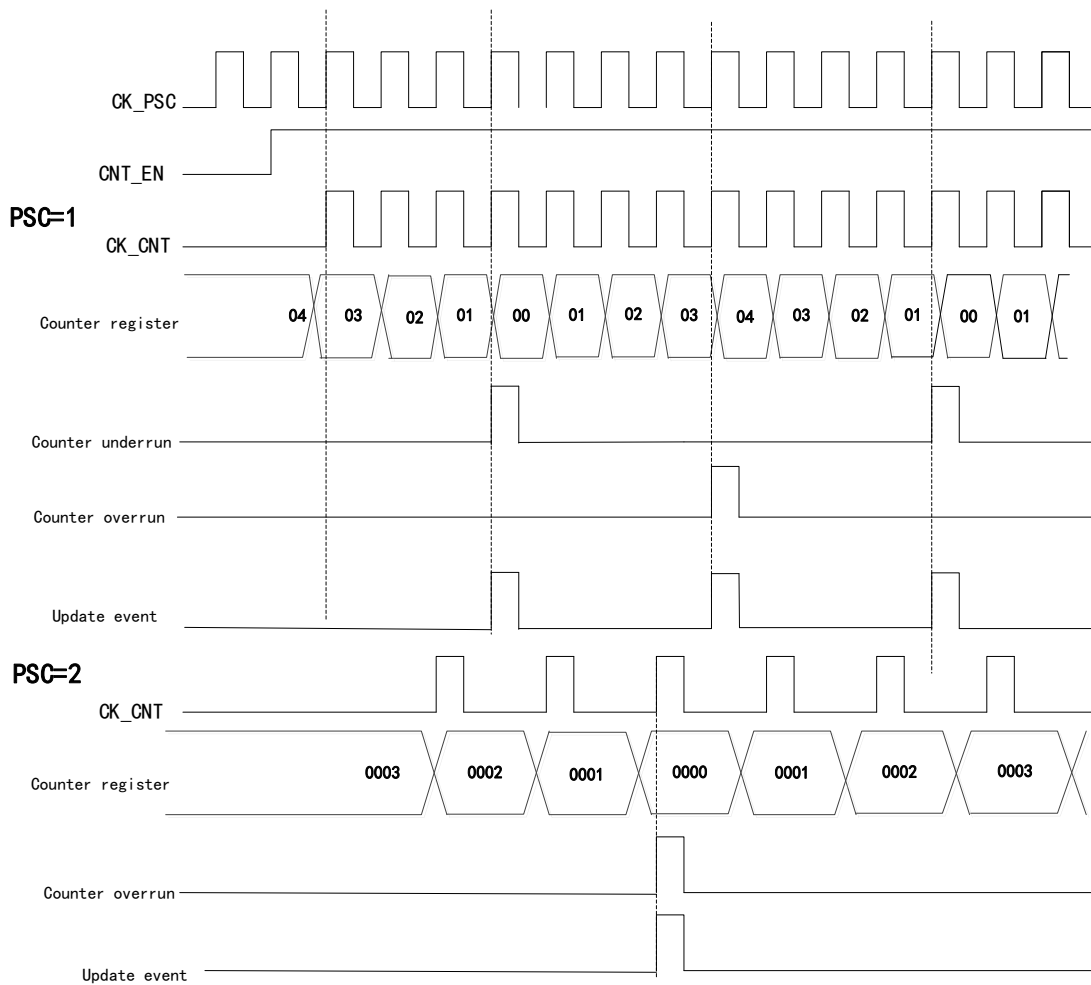 CK_PSC
CNT_EN
PSC=1
CK_CNT
Counter register 04 03 02 01 00 01 02 03 04 03 02 01 00 01
Counter underrun
Counter overrun
Update event
PSC=2
CK_CNT
Counter register 0003 0002 0001 0000 0001 0002 0003
Counter overrun
Update event